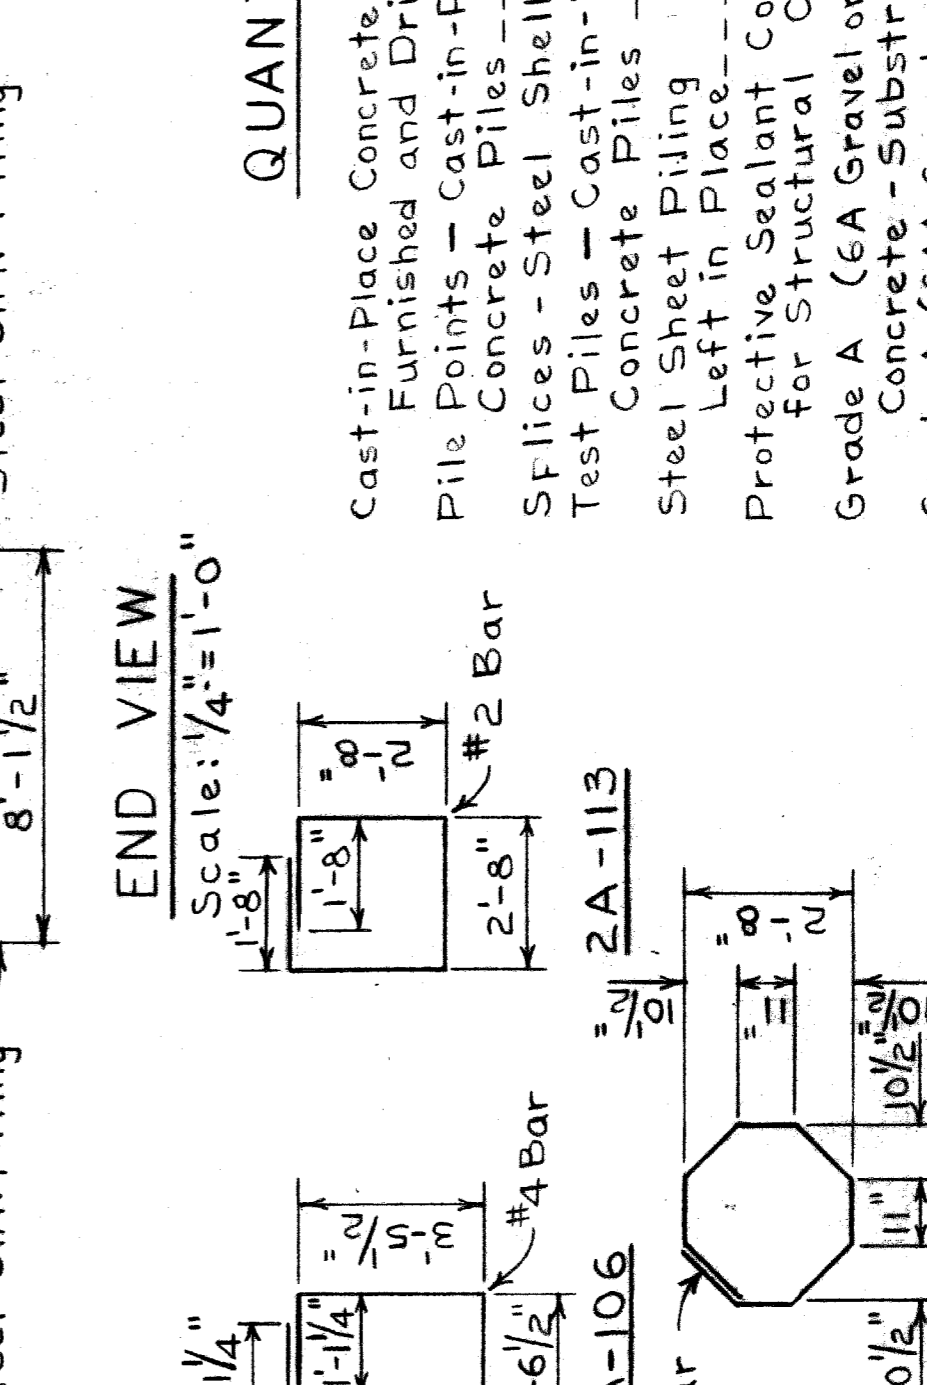 8'-1 1/2"
END VIEW
Scale: 1/4"=1'-0"
1'-8"
1'-8"
2'-8"
2'-8"
#2 Bar
2A-113
3'-5 1/2"
#4 Bar
2'-8"
10 1/2"
11"
10 1/2"
11"
QUAN
Cast-in-Place Concrete
Furnished and Dri
Pile Points — Cast-in-P
Concrete Piles
Splices - Steel Shell
Test Piles — Cast-in-
Concrete Piles
Steel Sheet Piling
Left in Place
Protective Sealant Co
for Structural C
Grade A (6A Gravel or
Concrete - Substr